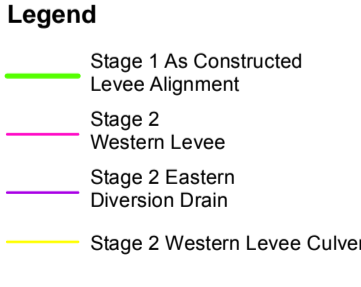 Legend
Stage 1 As Constructed
Levee Alignment
Stage 2
Western Levee
Stage 2 Eastern
Diversion Drain
Stage 2 Western Levee